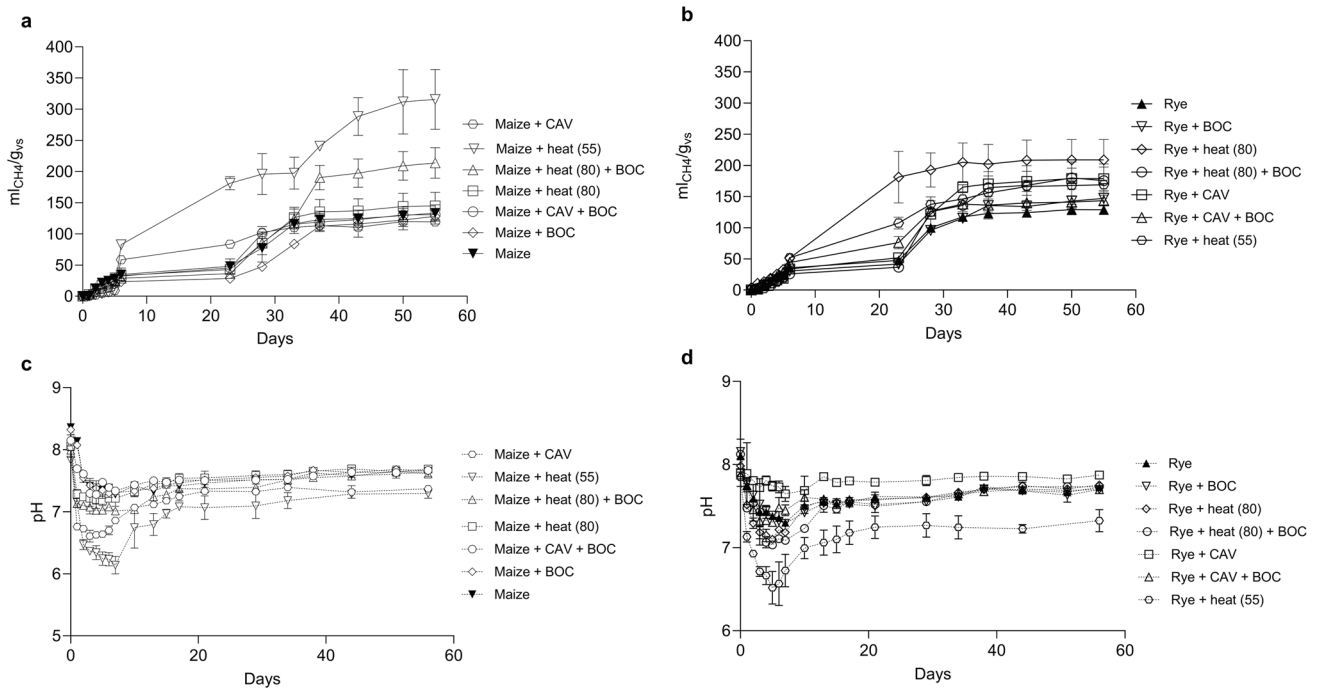 a
400
350
300
250
200
150
100
50
0
mlCH4/gvs
0 10 20 30 40 50 60
Days
Maize + CAV
Maize + heat (55)
Maize + heat (80) + BOC
Maize + heat (80)
Maize + CAV + BOC
Maize + BOC
Maize
b
400
350
300
250
200
150
100
50
0
mlCH4/gvs
0 10 20 30 40 50 60
Days
Rye
Rye + BOC
Rye + heat (80)
Rye + heat (80) + BOC
Rye + CAV
Rye + CAV + BOC
Rye + heat (55)
c
9
8
7
6
5
pH
0 20 40 60
Days
Maize + CAV
Maize + heat (55)
Maize + heat (80) + BOC
Maize + heat (80)
Maize + CAV + BOC
Maize + BOC
Maize
d
9
8
7
6
pH
0 20 40 60
Days
Rye
Rye + BOC
Rye + heat (80)
Rye + heat (80) + BOC
Rye + CAV
Rye + CAV + BOC
Rye + heat (55)